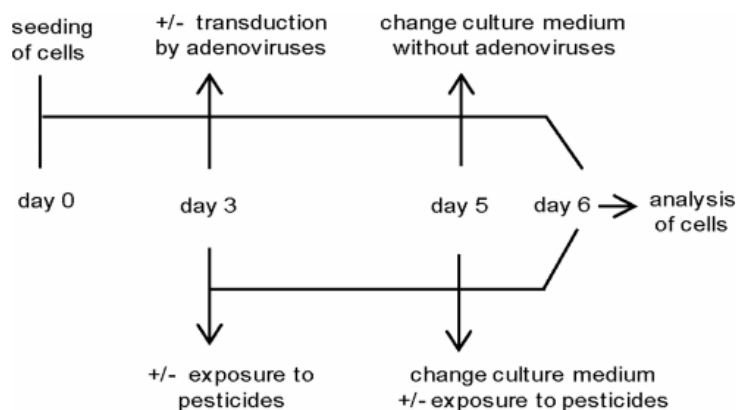 seeding
of cells
+/- transduction
by adenoviruses
change culture medium
without adenoviruses
day 0
day 3
day 5
day 6
analysis
of cells
+/- exposure to
pesticides
change culture medium
+/- exposure to pesticides